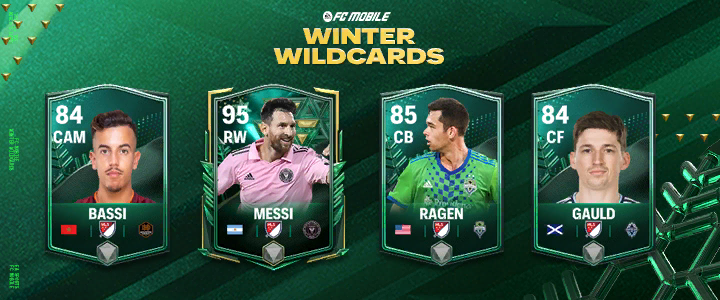 FC MOBILE
WINTER
WILDCARDS
84
CAM
BASSI
95
RW
MESSI
85
CB
RAGEN
84
CF
GAULD